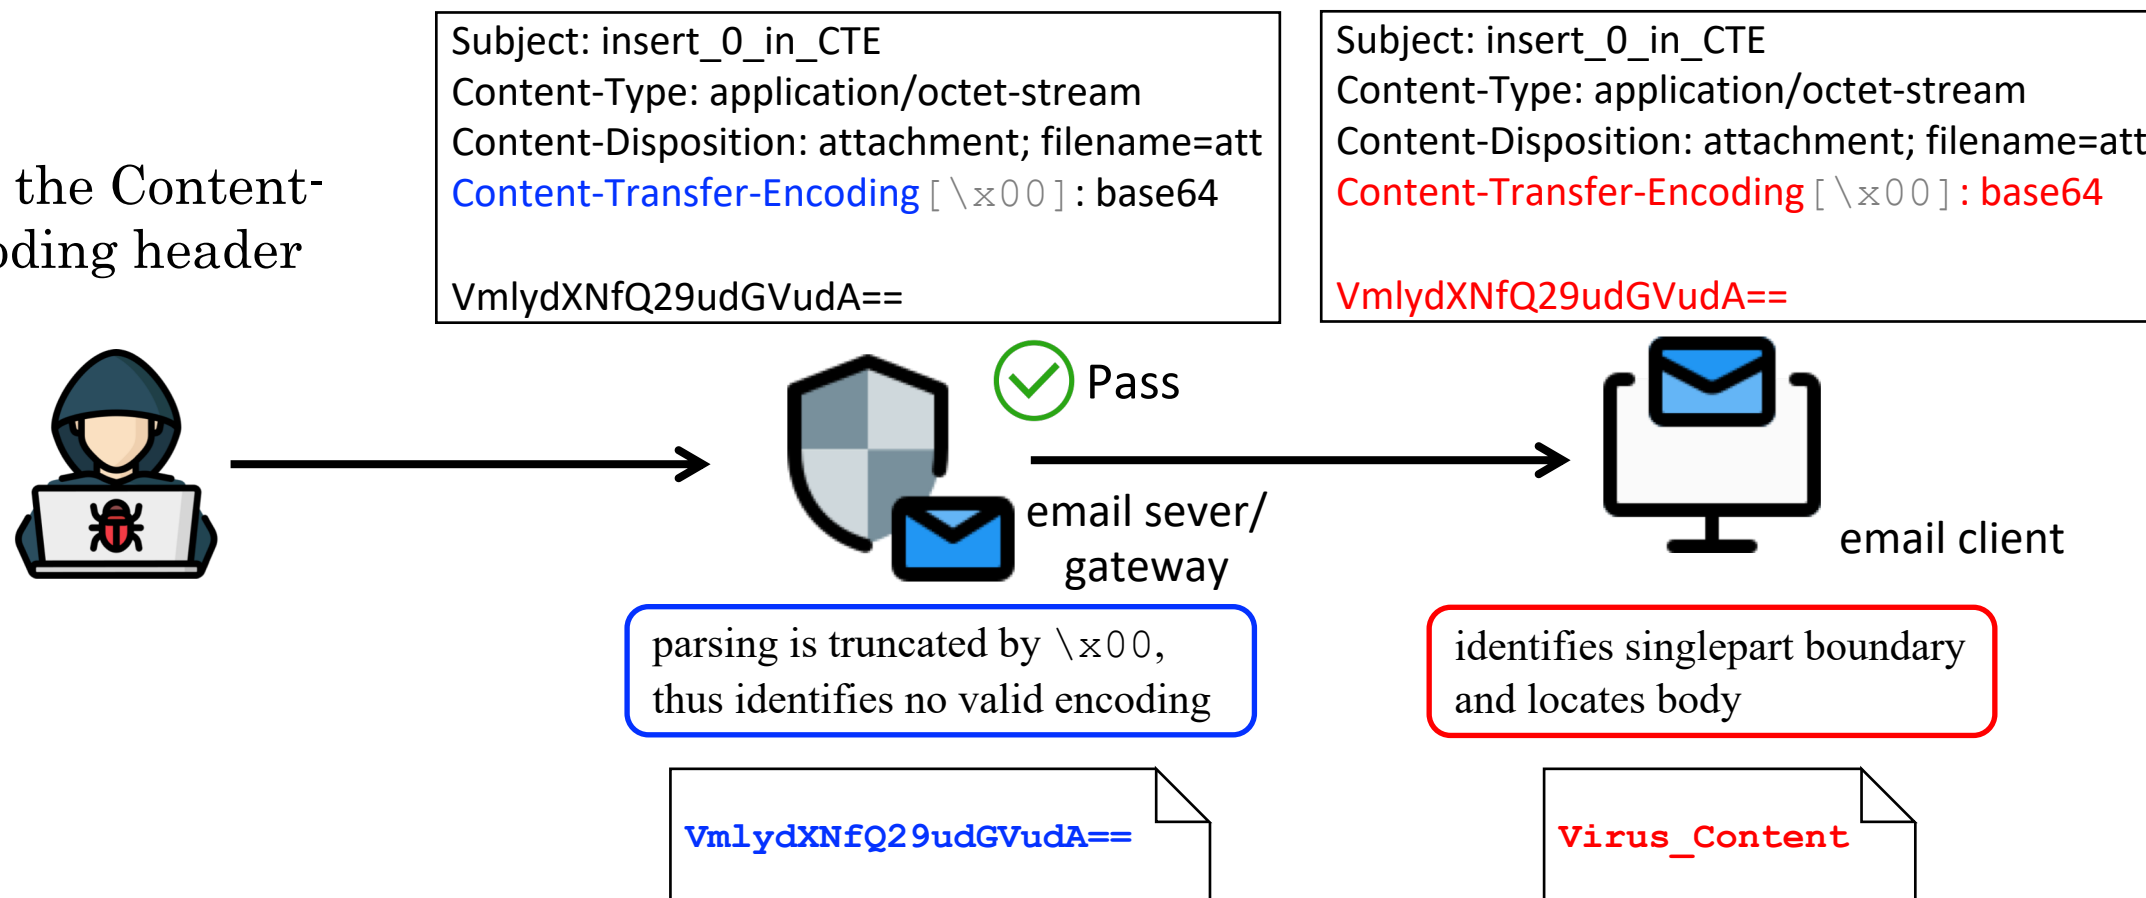 the Content-
oding header
Subject: insert_0_in_CTE
Content-Type: application/octet-stream
Content-Disposition: attachment; filename=att
Content-Transfer-Encoding[\x00]: base64
VmlydXNfQ29udGVudA==
Subject: insert_0_in_CTE
Content-Type: application/octet-stream
Content-Disposition: attachment; filename=att
Content-Transfer-Encoding[\x00]: base64
VmlydXNfQ29udGVudA==
Pass
email sever/
gateway
email client
parsing is truncated by \x00,
thus identifies no valid encoding
identifies singlepart boundary
and locates body
VmlydXNfQ29udGVudA==
Virus_Content